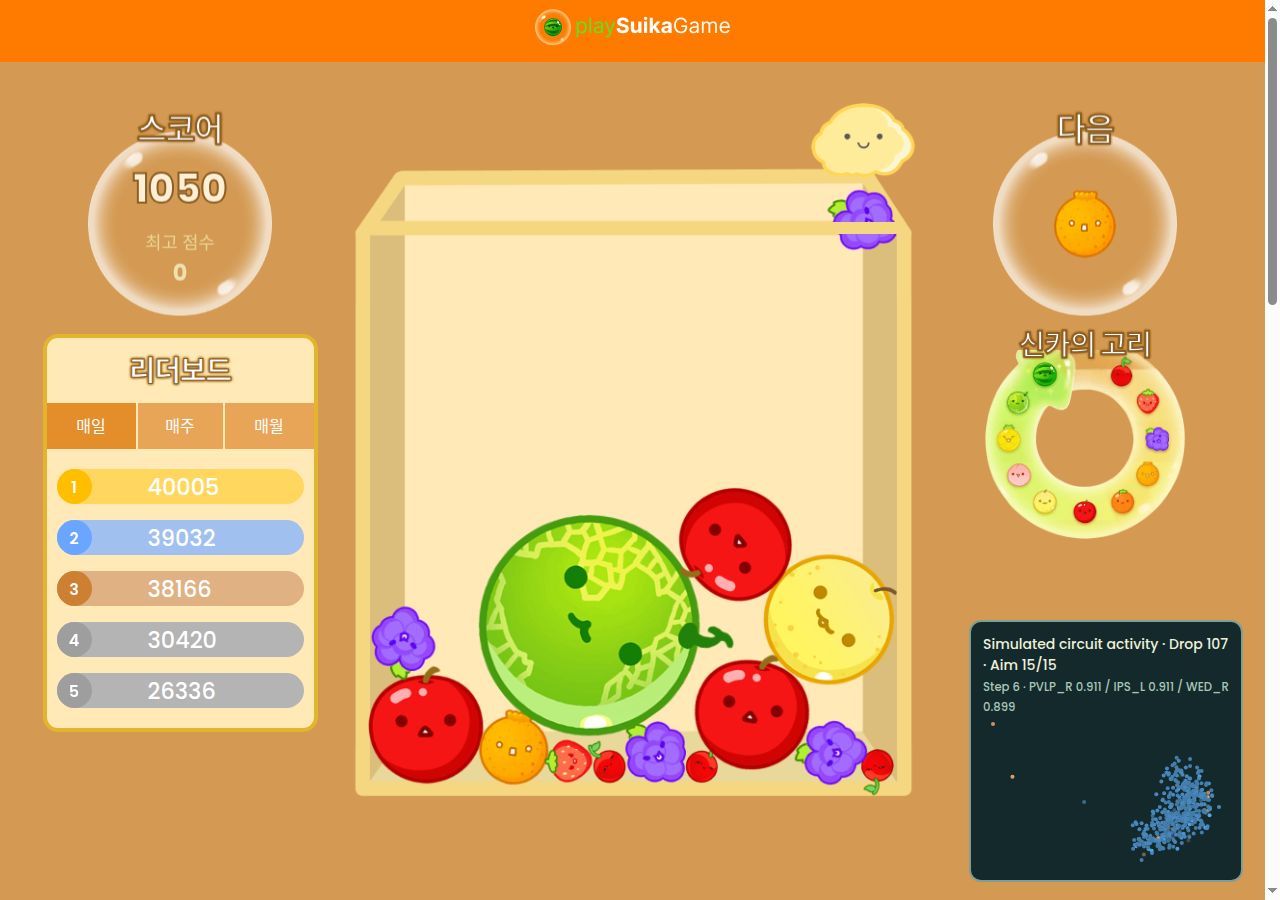 playSuikaGame
스코어
1050
최고 점수
0
리더보드
매일
매주
매월
1 40005
2 39032
3 38166
4 30420
5 26336
다음
신카의 고리
Simulated circuit activity · Drop 107
· Aim 15/15
Step 6 · PVLP_R 0.911 / IPS_L 0.911 / WED_R
0.899